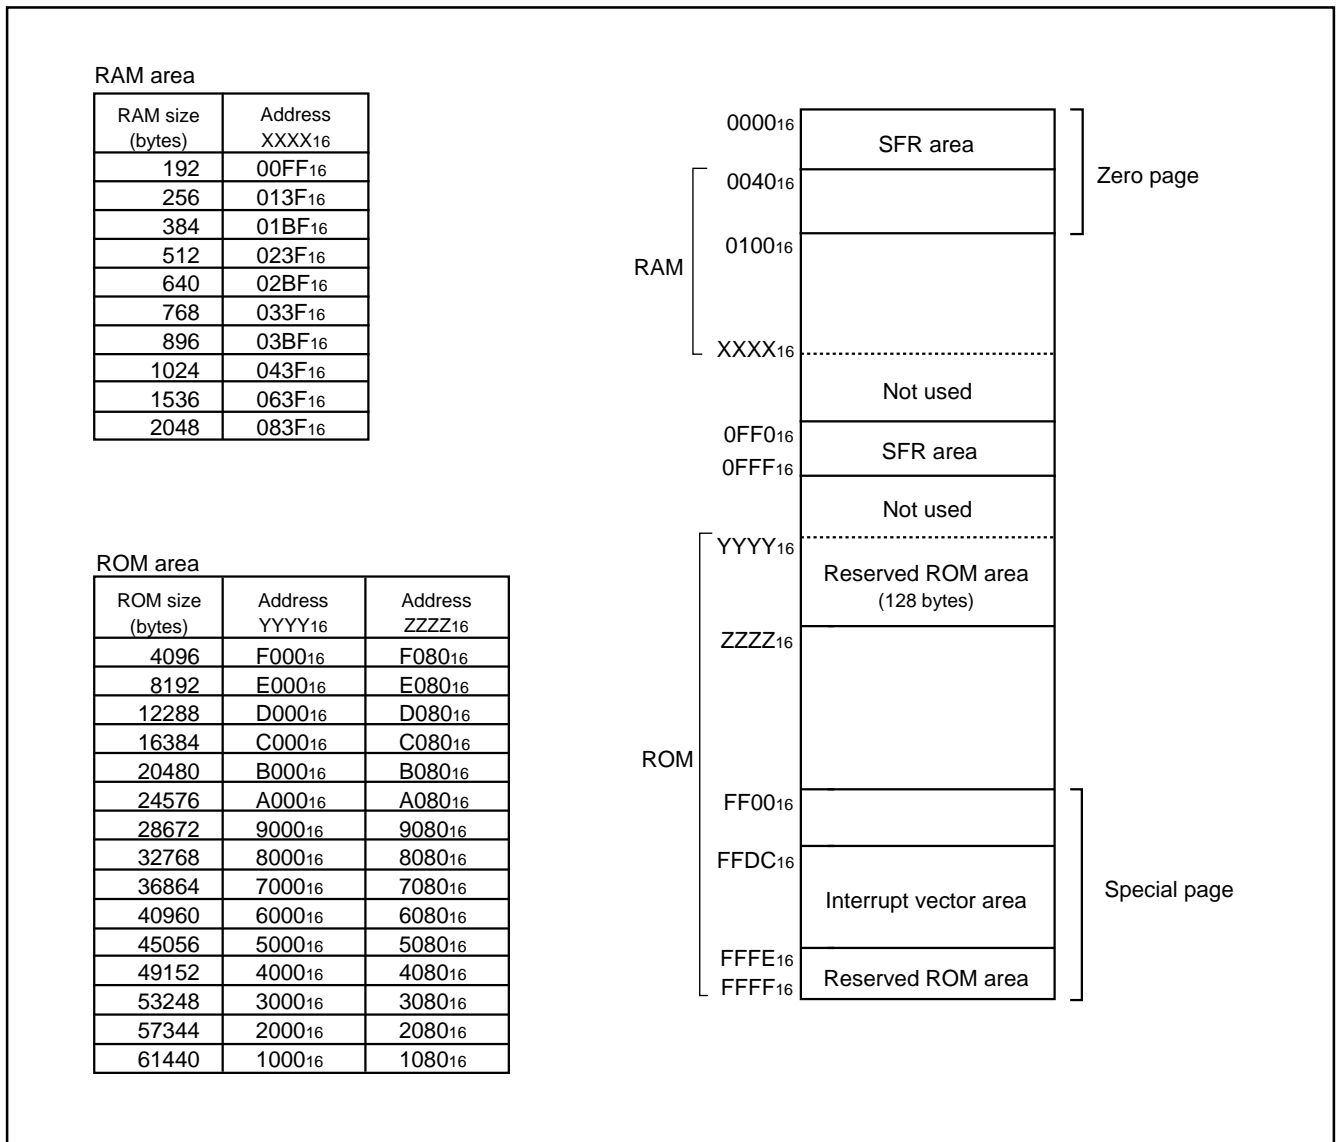 RAM area
RAM size (bytes) Address XXXX16
192 00FF16
256 013F16
384 01BF16
512 023F16
640 02BF16
768 033F16
896 03BF16
1024 043F16
1536 063F16
2048 083F16
ROM area
ROM size (bytes) Address YYYY16 Address ZZZZ16
4096 F00016 F08016
8192 E00016 E08016
12288 D00016 D08016
16384 C00016 C08016
20480 B00016 B08016
24576 A00016 A08016
28672 900016 908016
32768 800016 808016
36864 700016 708016
40960 600016 608016
45056 500016 508016
49152 400016 408016
53248 300016 308016
57344 200016 208016
61440 100016 108016
000016
SFR area
004016
Zero page
010016
RAM
XXXX16
Not used
0FF016
SFR area
0FFF16
Not used
YYYY16
Reserved ROM area
(128 bytes)
ZZZZ16
ROM
FF0016
FFDC16
Special page
Interrupt vector area
FFFE16
Reserved ROM area
FFFF16